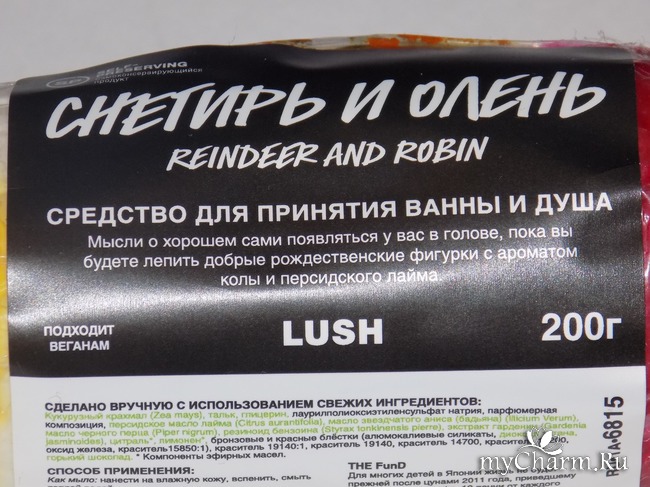 SELF-
PRESERVING
самоконсервирующийся
продукт
СНЕГИРЬ И ОЛЕНЬ
REINDEER AND ROBIN
СРЕДСТВО ДЛЯ ПРИНЯТИЯ ВАННЫ И ДУША
Мысли о хорошем сами появляться у вас в голове, пока вы
будете лепить добрые рождественские фигурки с ароматом
колы и персидского лайма.
ПОДХОДИТ
ВЕГАНАМ
LUSH
200г
СДЕЛАНО ВРУЧНУЮ С ИСПОЛЬЗОВАНИЕМ СВЕЖИХ ИНГРЕДИЕНТОВ:
Кукурузный крахмал (Zea mays), тальк, глицерин, лаурилполиоксиэтиленсульфат натрия, парфюмерная
композиция, персидское масло лайма (Citrus aurantifolia), масло звездчатого аниса (бадьяна) (Illicium Verum),
масло черного перца (Piper nigrum), резиноид бензоина (Styrax tonkinensis pierre), экстракт гардении (Gardenia
jasminoides), цитраль*, лимонен*, бронзовые и красные блёстки (алюмокалиевые силикаты,
оксид железа), краситель15850:1), краситель 19140:1, краситель 19140, краситель 14700, краситель
горький шоколад. * Компоненты эфирных масел.
СПОСОБ ПРИМЕНЕНИЯ:
Как мыло: нанести на влажную кожу, вспенить, смыть
THE FunD
Для многих детей в Японии
прежней после цунами 2011 года,
6815
myCharm.Ru